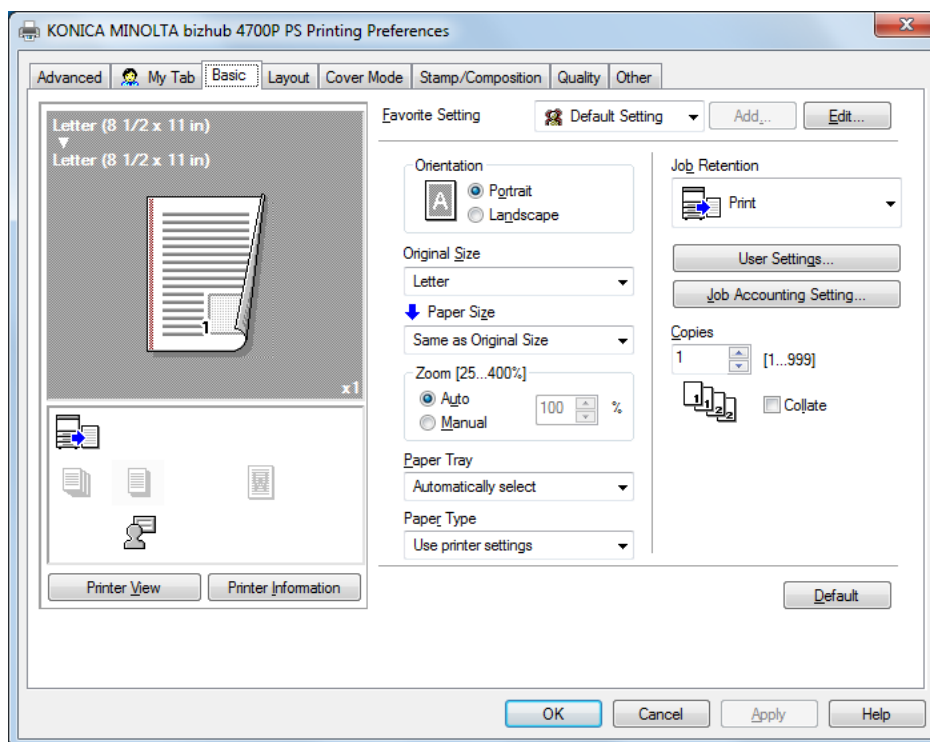 KONICA MINOLTA bizhub 4700P PS Printing Preferences
Advanced My Tab Basic Layout Cover Mode Stamp/Composition Quality Other
Letter (8 1/2 x 11 in)
Letter (8 1/2 x 11 in)
1
x1
Printer View Printer Information
Favorite Setting Default Setting Add... Edit...
Orientation
A
Portrait
Landscape
Original Size
Letter
Paper Size
Same as Original Size
Zoom [25...400%]
Auto
Manual
100 %
Paper Tray
Automatically select
Paper Type
Use printer settings
Job Retention
Print
User Settings...
Job Accounting Setting...
Copies
1 [1...999]
1 1 2 2
Collate
Default
OK Cancel Apply Help